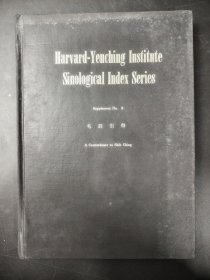 Harvard-Yenching Institute
Sinological Index Series
Supplement No. 9
毛詩引得
A Concordance to Shih Ching